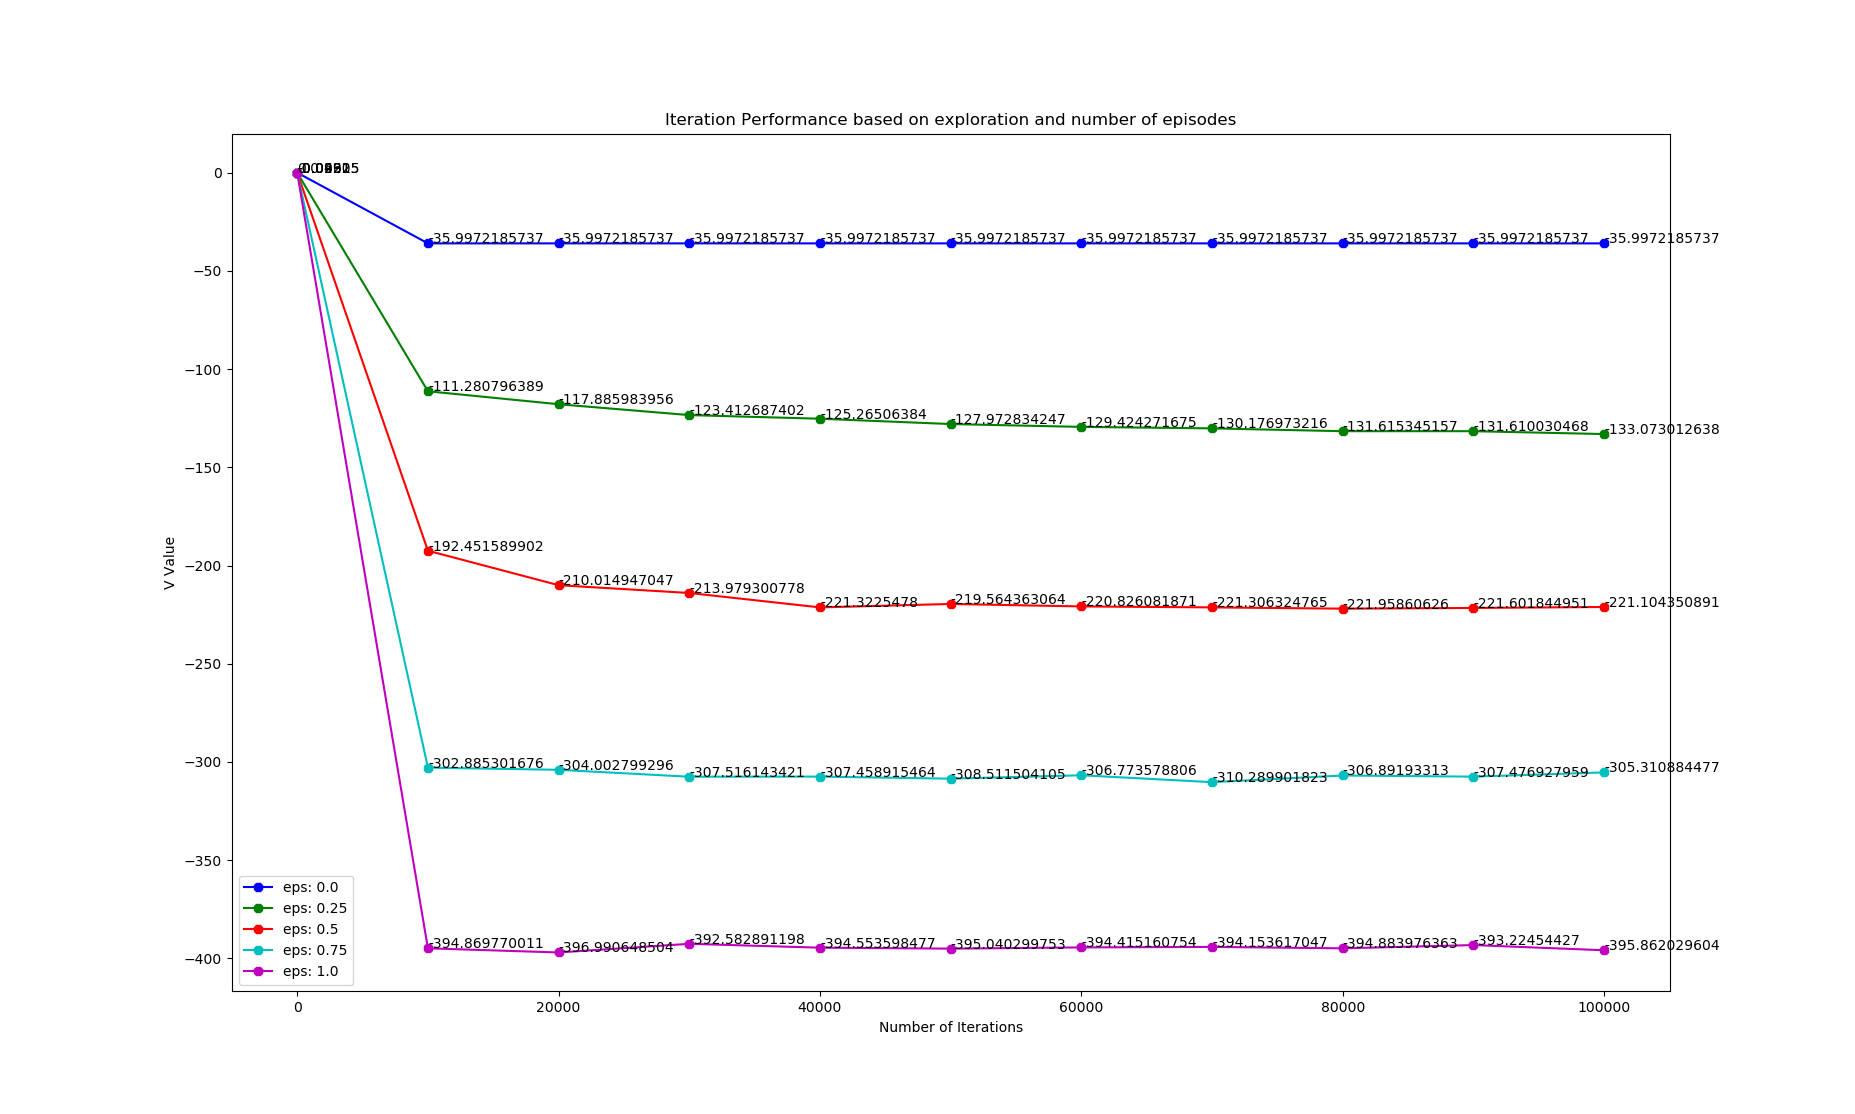 Iteration Performance based on exploration and number of episodes
V Value
0
−50
−100
−150
−200
−250
−300
−350
−400
-35.9972185737 -35.9972185737 -35.9972185737 -35.9972185737 -35.9972185737 -35.9972185737 -35.9972185737 -35.9972185737 -35.9972185737 -35.9972185737
-111.280796389 -117.885983956 -123.412687402 -125.26506384 -127.972834247 -129.424271675 -130.176973216 -131.615345157 -131.610030468 -133.073012638
-192.451589902 -210.014947047 -213.979300778 -221.3225478 -219.564363064 -220.826081871 -221.306324765 -221.95860626 -221.601844951 -221.104350891
-302.885301676 -304.002799296 -307.516143421 -307.458915464 -308.511504105 -306.773578806 -310.289901823 -306.89193313 -307.476927959 -305.310884477
-394.869770011 -396.990648504 -392.582891198 -394.553598477 -395.040299753 -394.415160754 -394.153617047 -394.883976363 -393.22454427 -395.862029604
eps: 0.0
eps: 0.25
eps: 0.5
eps: 0.75
eps: 1.0
0 20000 40000 60000 80000 100000
Number of Iterations